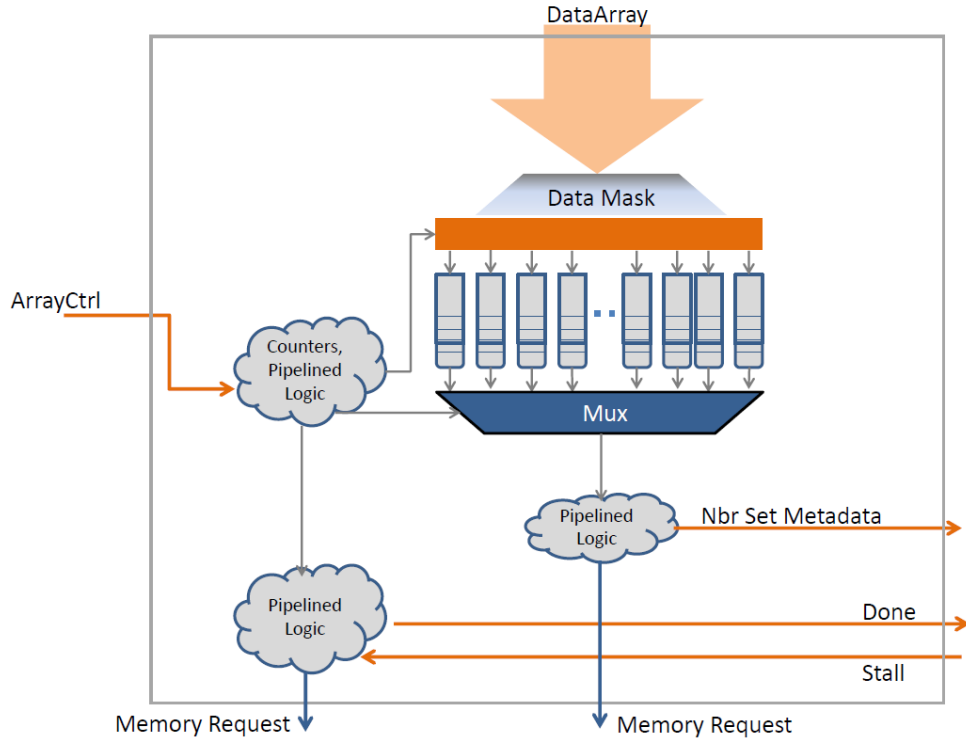 DataArray
Data Mask
ArrayCtrl
Counters,
Pipelined
Logic
Mux
Pipelined
Logic
Nbr Set Metadata
Pipelined
Logic
Done
Stall
Memory Request
Memory Request